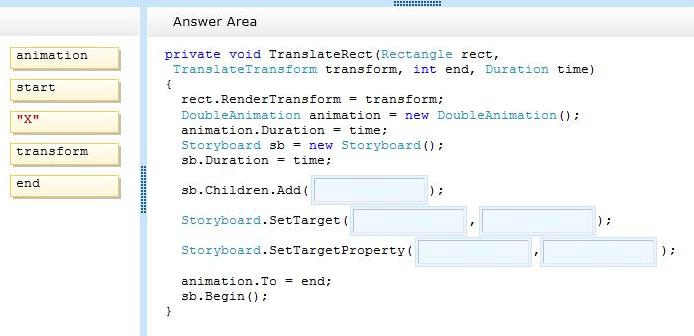 Answer Area
animation
start
"X"
transform
end
private void TranslateRect(Rectangle rect,
TranslateTransform transform, int end, Duration time)
{
rect.RenderTransform = transform;
DoubleAnimation animation = new DoubleAnimation();
animation.Duration = time;
Storyboard sb = new Storyboard();
sb.Duration = time;
sb.Children.Add( );
Storyboard.SetTarget( , );
Storyboard.SetTargetProperty( , );
animation.To = end;
sb.Begin();
}